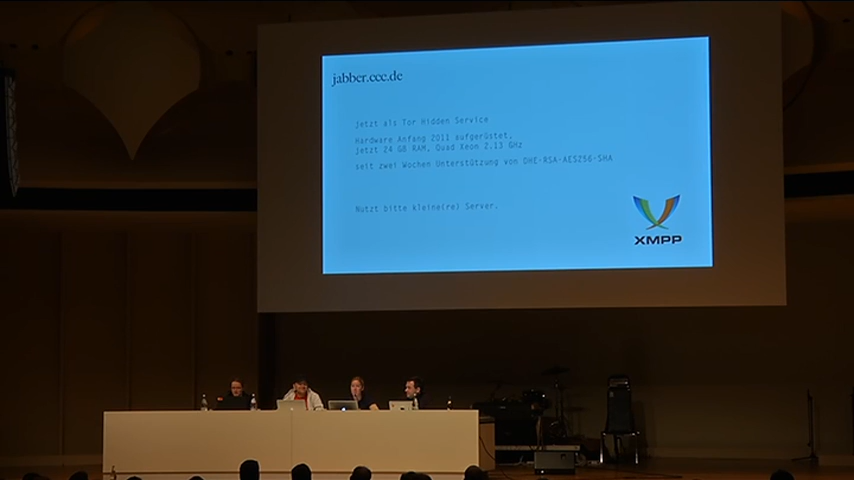 jabber.ccc.de
jetzt als Tor Hidden Service
Hardware Anfang 2011 aufgerüstet.
jetzt 24 GB RAM, Quad Xeon 2.13 GHz
seit zwei Wochen Unterstützung von DHE-RSA-AES256-SHA
Nutzt bitte kleine(re) Server.
XMPP